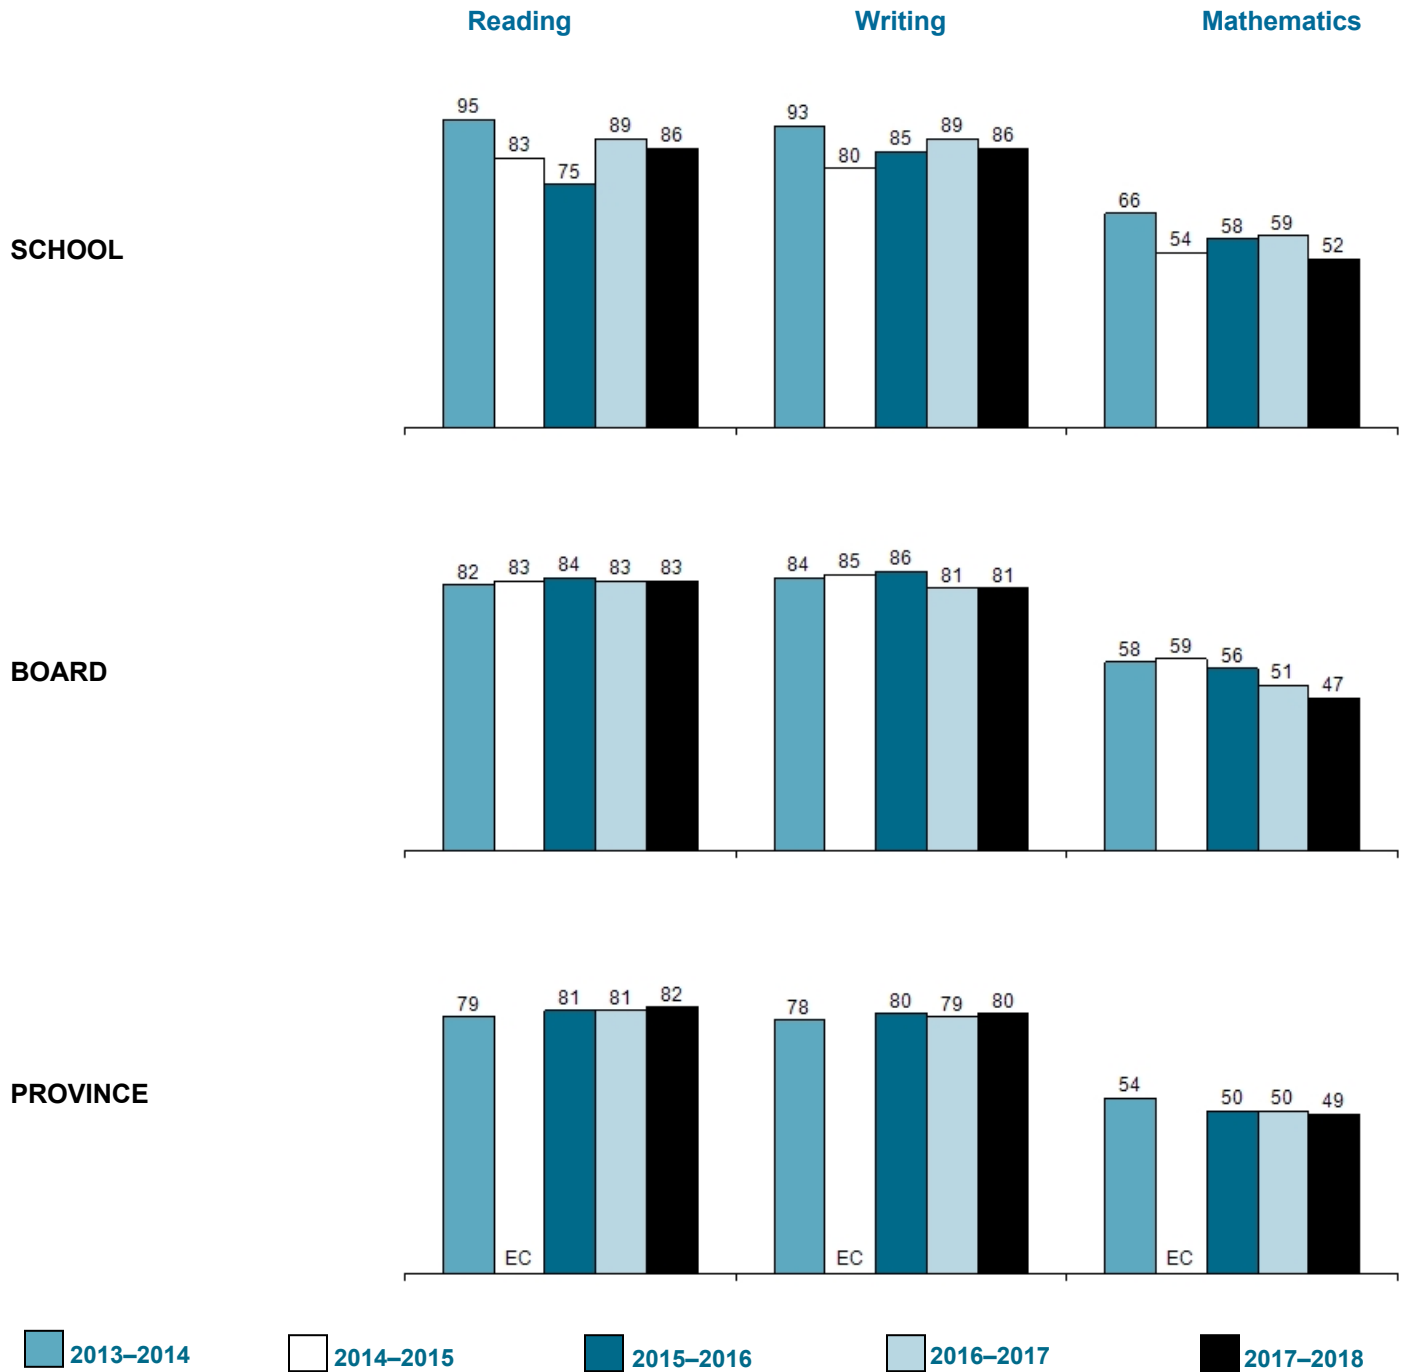 Reading Writing Mathematics
95 83 75 89 86 93 80 85 89 86 66 54 58 59 52
SCHOOL
82 83 84 83 83 84 85 86 81 81 58 59 56 51 47
BOARD
79 EC 81 81 82 78 EC 80 79 80 54 EC 50 50 49
PROVINCE
2013–2014 2014–2015 2015–2016 2016–2017 2017–2018